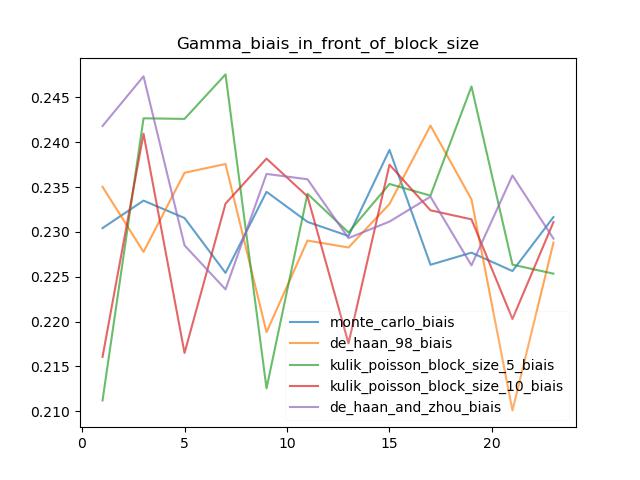 Gamma_biais_in_front_of_block_size
0.245
0.240
0.235
0.230
0.225
0.220
0.215
0.210
monte_carlo_biais
de_haan_98_biais
kulik_poisson_block_size_5_biais
kulik_poisson_block_size_10_biais
de_haan_and_zhou_biais
0 5 10 15 20